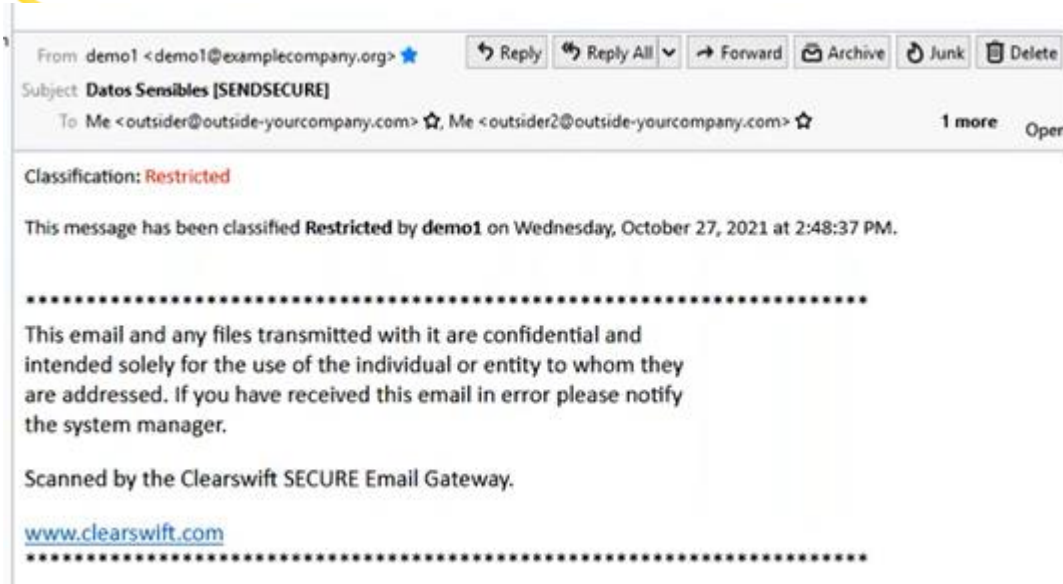 From demo1 <demo1@examplecompany.org> Reply Reply All Forward Archive Junk Delete
Subject Datos Sensibles [SENDSECURE]
To Me <outsider@outside-yourcompany.com>, Me <outsider2@outside-yourcompany.com> 1 more
Classification: Restricted
This message has been classified Restricted by demo1 on Wednesday, October 27, 2021 at 2:48:37 PM.
This email and any files transmitted with it are confidential and
intended solely for the use of the individual or entity to whom they
are addressed. If you have received this email in error please notify
the system manager.
Scanned by the Clearswift SECURE Email Gateway.
www.clearswift.com